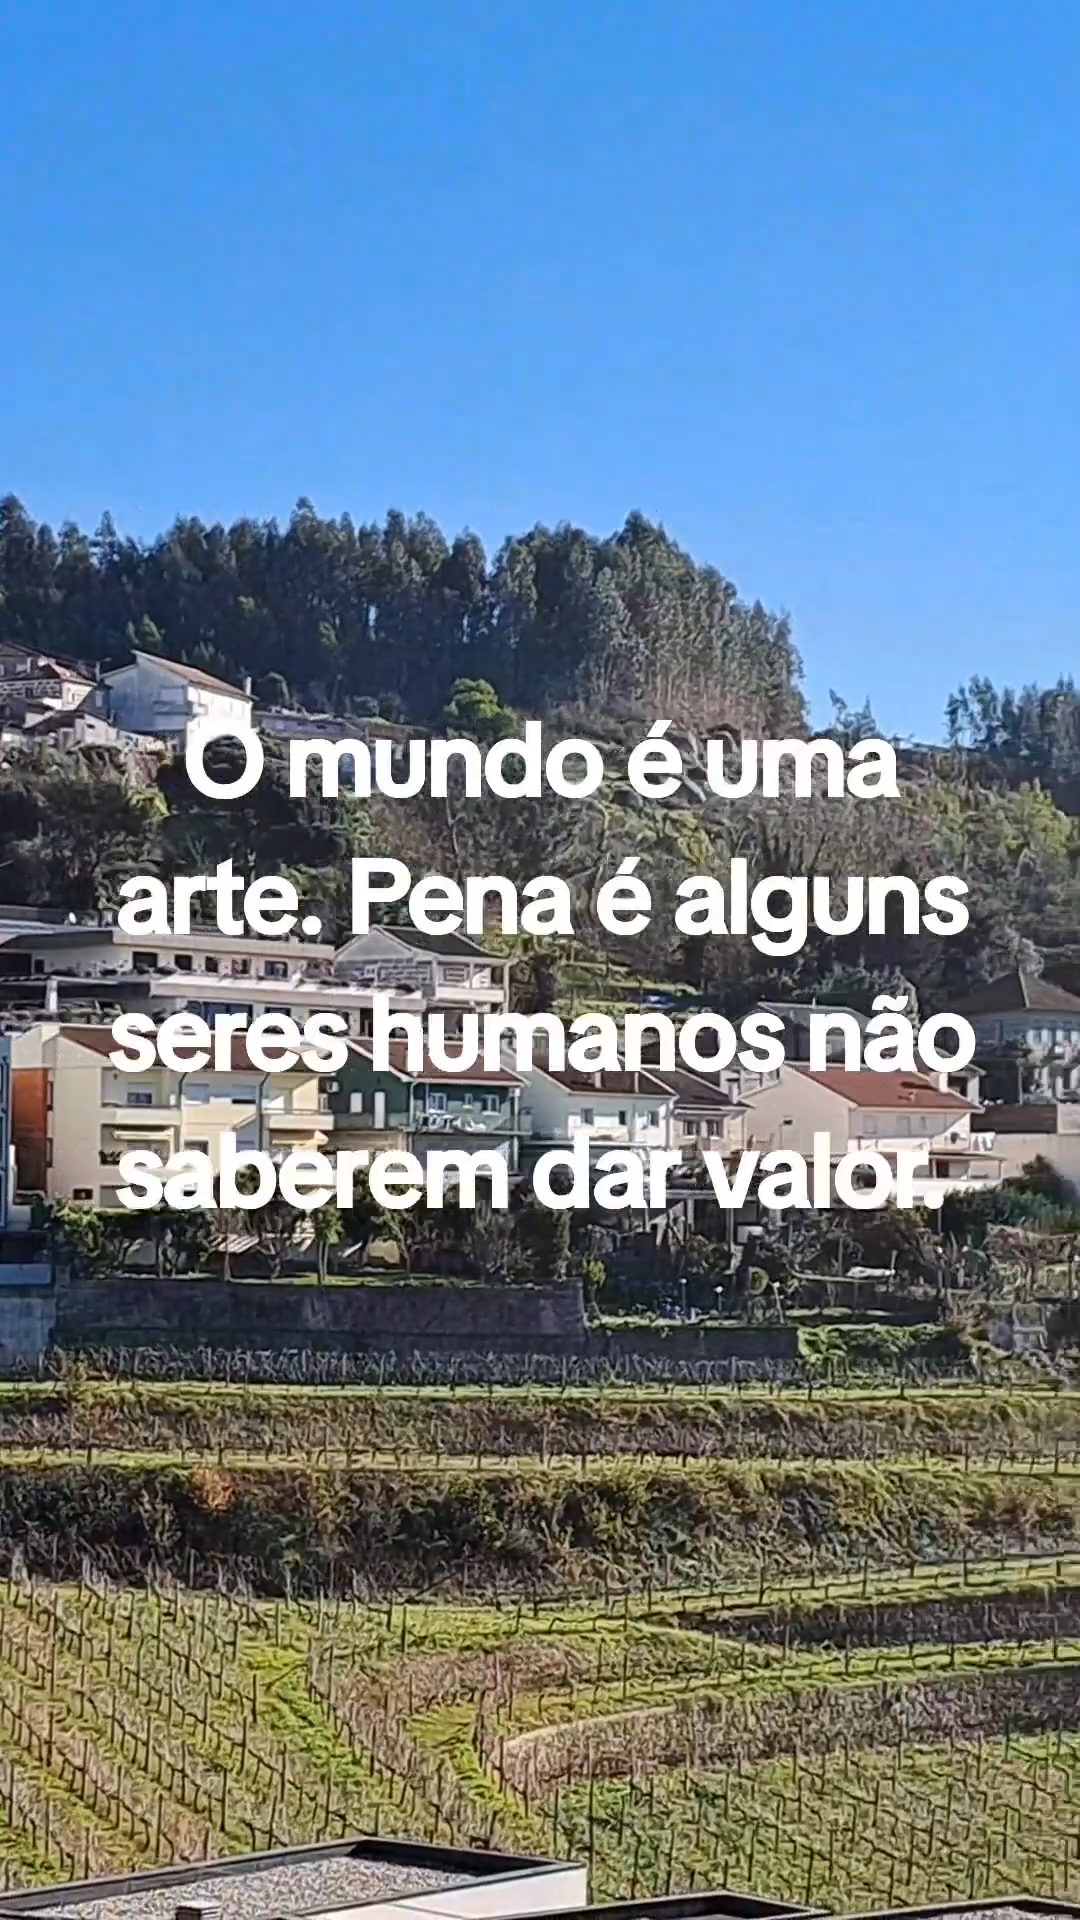 O mundo é uma
arte. Pena é alguns
seres humanos não
saberem dar valor.